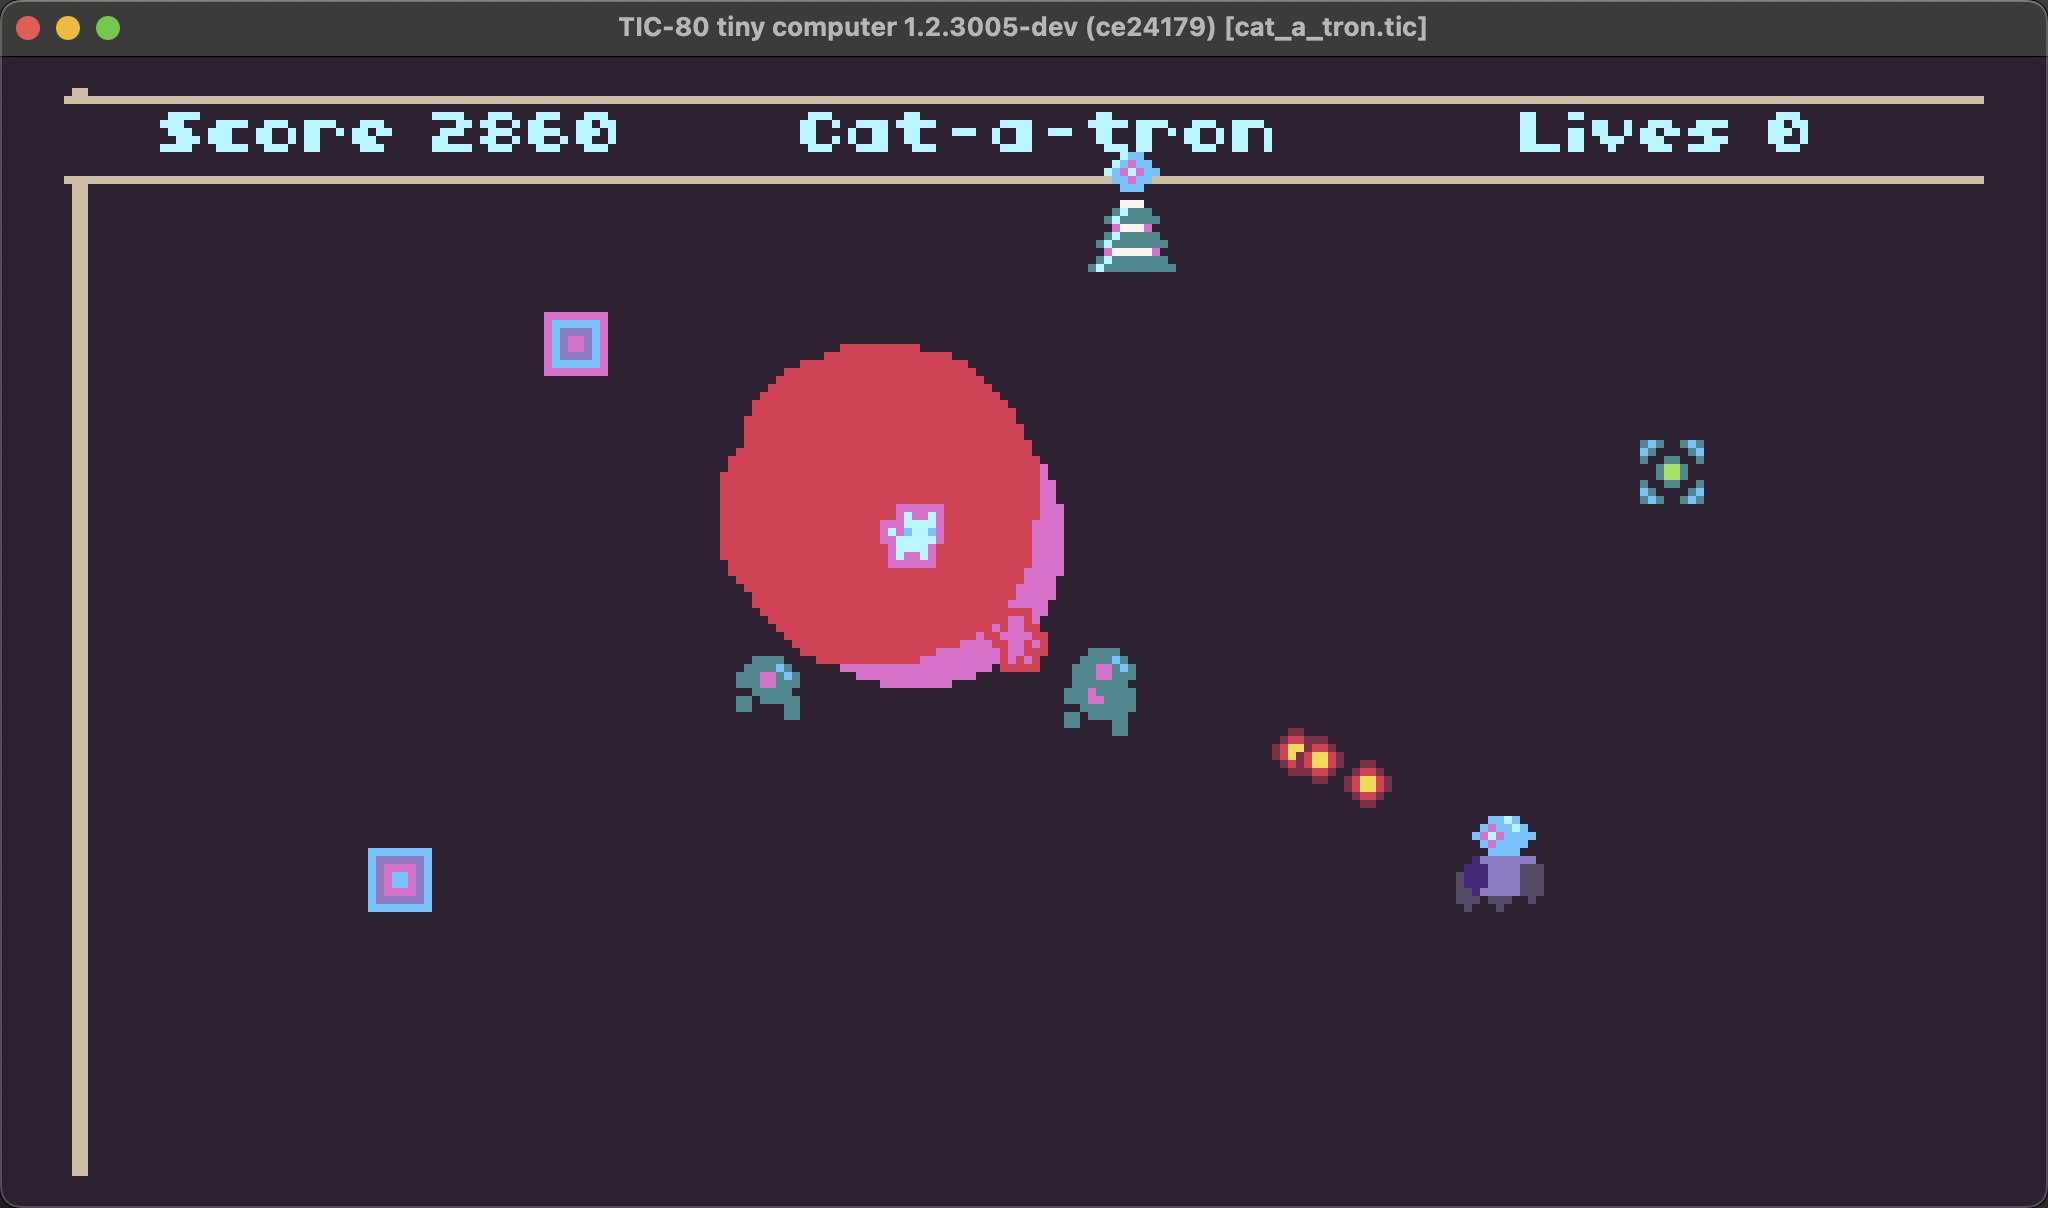 TIC-80 tiny computer 1.2.3005-dev (ce24179) [cat_a_tron.tic]
Score 2860 Cat-a-tron Lives 0